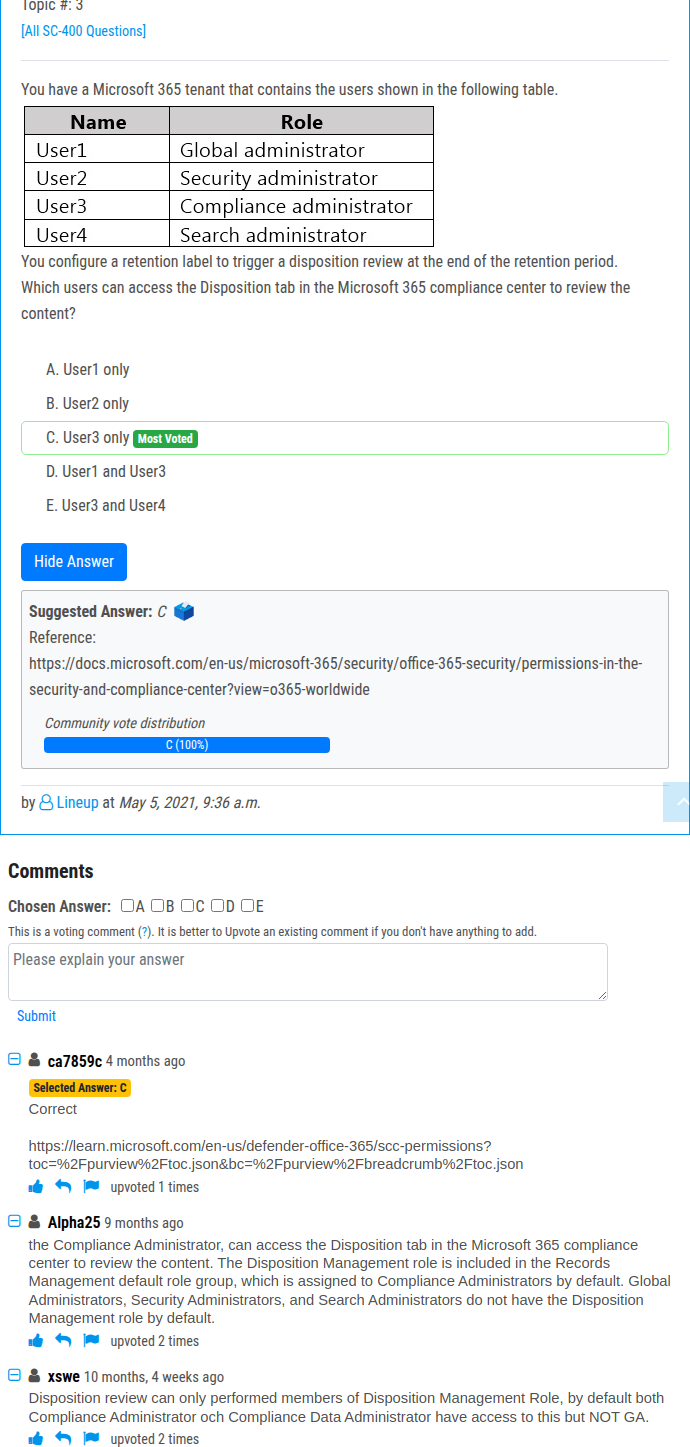 Topic #: 3
[All SC-400 Questions]
You have a Microsoft 365 tenant that contains the users shown in the following table.
Name Role
User1 Global administrator
User2 Security administrator
User3 Compliance administrator
User4 Search administrator
You configure a retention label to trigger a disposition review at the end of the retention period.
Which users can access the Disposition tab in the Microsoft 365 compliance center to review the
content?
A. User1 only
B. User2 only
C. User3 only Most Voted
D. User1 and User3
E. User3 and User4
Hide Answer
Suggested Answer: C
Reference:
https://docs.microsoft.com/en-us/microsoft-365/security/office-365-security/permissions-in-the-
security-and-compliance-center?view=o365-worldwide
Community vote distribution
C (100%)
by Lineup at May 5, 2021, 9:36 a.m.
Comments
Chosen Answer: A B C D E
This is a voting comment (?). It is better to Upvote an existing comment if you don't have anything to add.
Please explain your answer
Submit
ca7859c 4 months ago
Selected Answer: C
Correct
https://learn.microsoft.com/en-us/defender-office-365/scc-permissions?
toc=%2Fpurview%2Ftoc.json&bc=%2Fpurview%2Fbreadcrumb%2Ftoc.json
upvoted 1 times
Alpha25 9 months ago
the Compliance Administrator, can access the Disposition tab in the Microsoft 365 compliance
center to review the content. The Disposition Management role is included in the Records
Management default role group, which is assigned to Compliance Administrators by default. Global
Administrators, Security Administrators, and Search Administrators do not have the Disposition
Management role by default.
upvoted 2 times
xswe 10 months, 4 weeks ago
Disposition review can only performed members of Disposition Management Role, by default both
Compliance Administrator och Compliance Data Administrator have access to this but NOT GA.
upvoted 2 times